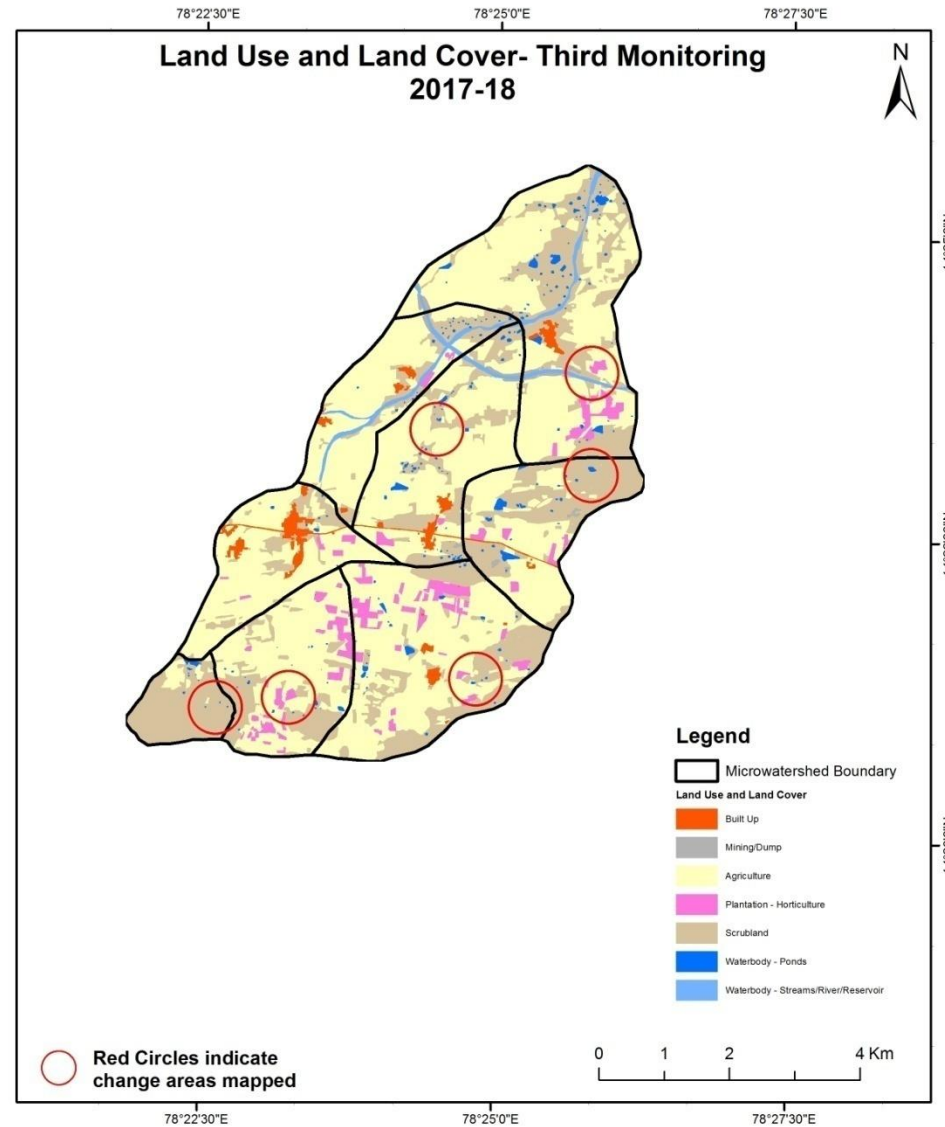 78°22'30"E 78°25'0"E 78°27'30"E
Land Use and Land Cover- Third Monitoring
2017-18
N
Legend
Microwatershed Boundary
Land Use and Land Cover
Built Up
Mining/Dump
Agriculture
Plantation - Horticulture
Scrubland
Waterbody - Ponds
Waterbody - Streams/River/Reservoir
Red Circles indicate
change areas mapped
0 1 2 4 Km
78°22'30"E 78°25'0"E 78°27'30"E